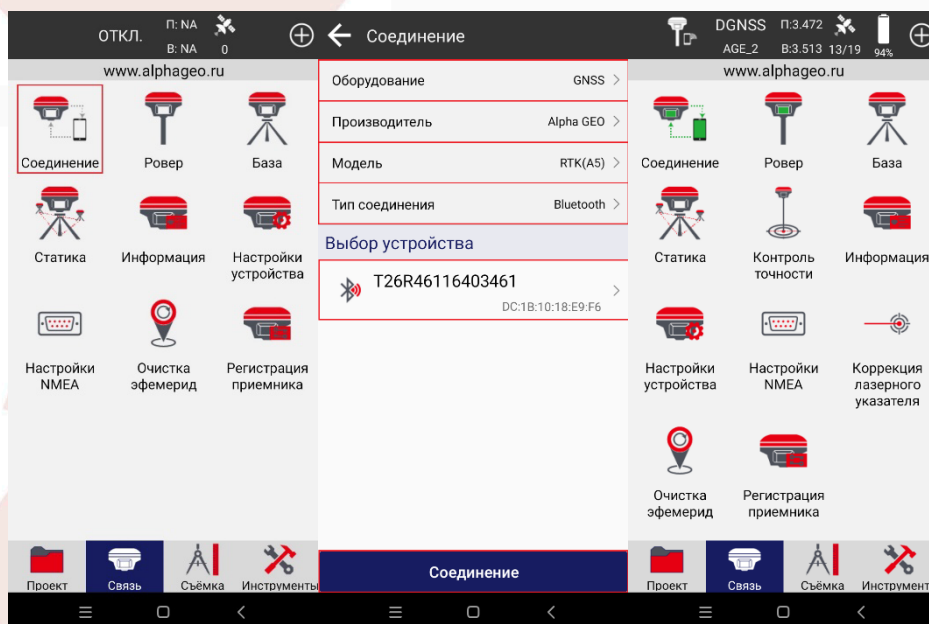 ОТКЛ.
П: NA
В: NA
0
www.alphageo.ru
Соединение
Ровер
База
Статика
Информация
Настройки
устройства
Настройки
NMEA
Очистка
эфемерид
Регистрация
приемника
Проект
Связь
Съёмка
Инструменты
Соединение
Оборудование GNSS
Производитель Alpha GEO
Модель RTK(A5)
Тип соединения Bluetooth
Выбор устройства
T26R46116403461
DC:1B:10:18:E9:F6
Соединение
DGNSS П:3.472
AGE_2 В:3.513 13/19 94%
www.alphageo.ru
Соединение
Ровер
База
Статика
Контроль
точности
Информация
Настройки
устройства
Настройки
NMEA
Коррекция
лазерного
указателя
Очистка
эфемерид
Регистрация
приемника
Проект
Связь
Съёмка
Инструмент